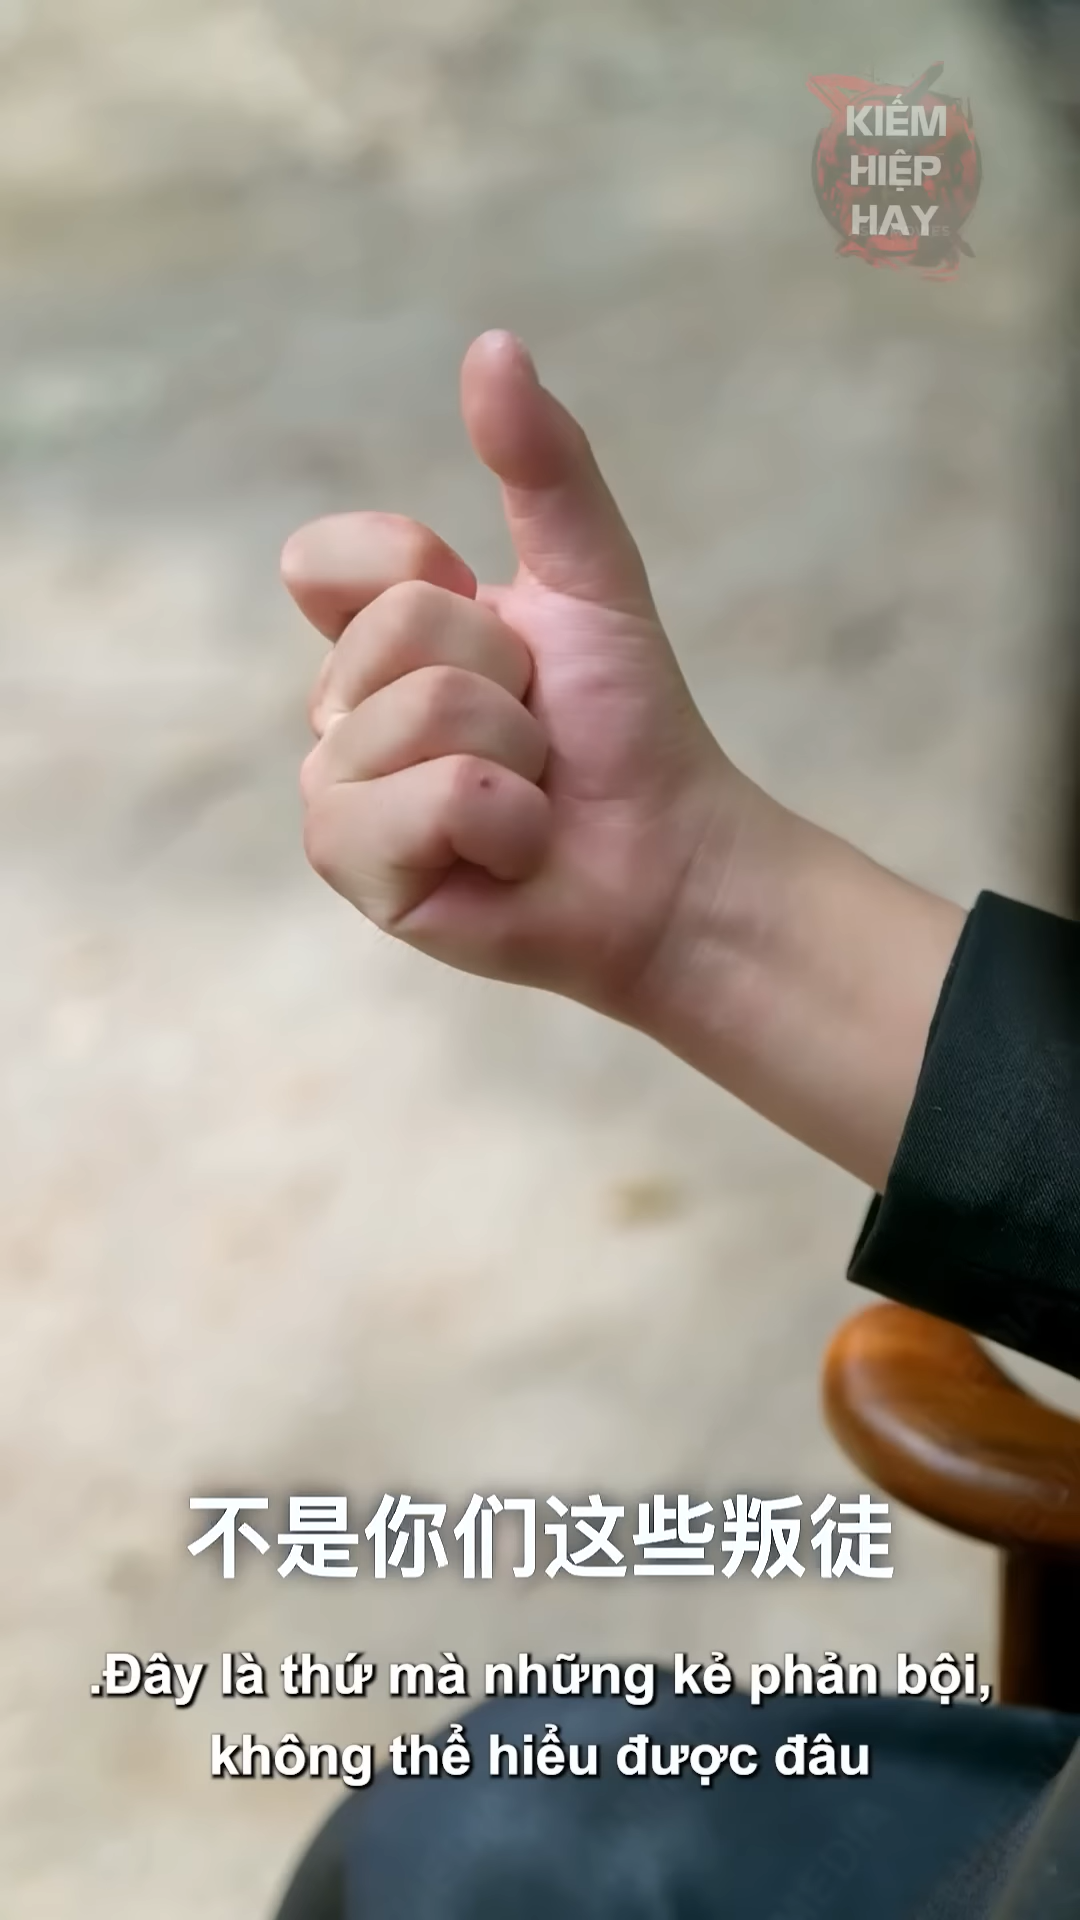 KIẾM
HIỆP
HAY
不是你们这些叛徒
.Đây là thứ mà những kẻ phản bội,
không thể hiểu được đâu